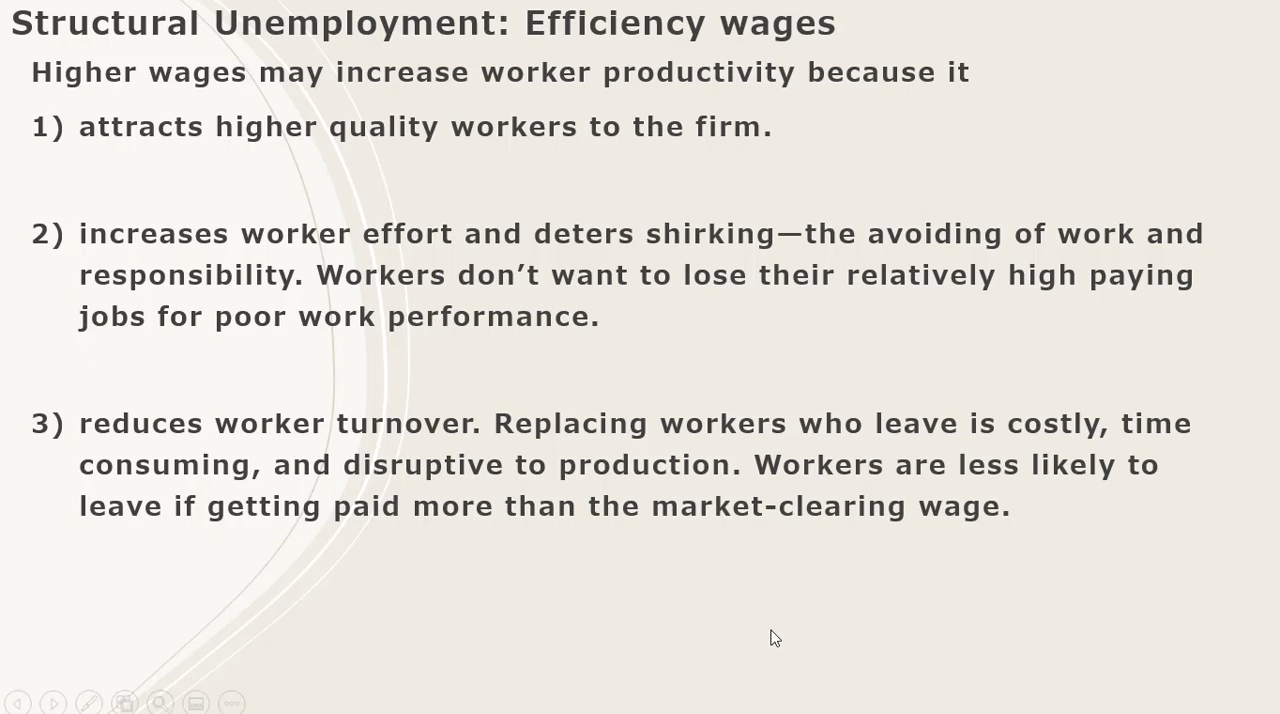 Structural Unemployment: Efficiency wages
Higher wages may increase worker productivity because it
1) attracts higher quality workers to the firm.
2) increases worker effort and deters shirking—the avoiding of work and
responsibility. Workers don’t want to lose their relatively high paying
jobs for poor work performance.
3) reduces worker turnover. Replacing workers who leave is costly, time
consuming, and disruptive to production. Workers are less likely to
leave if getting paid more than the market-clearing wage.